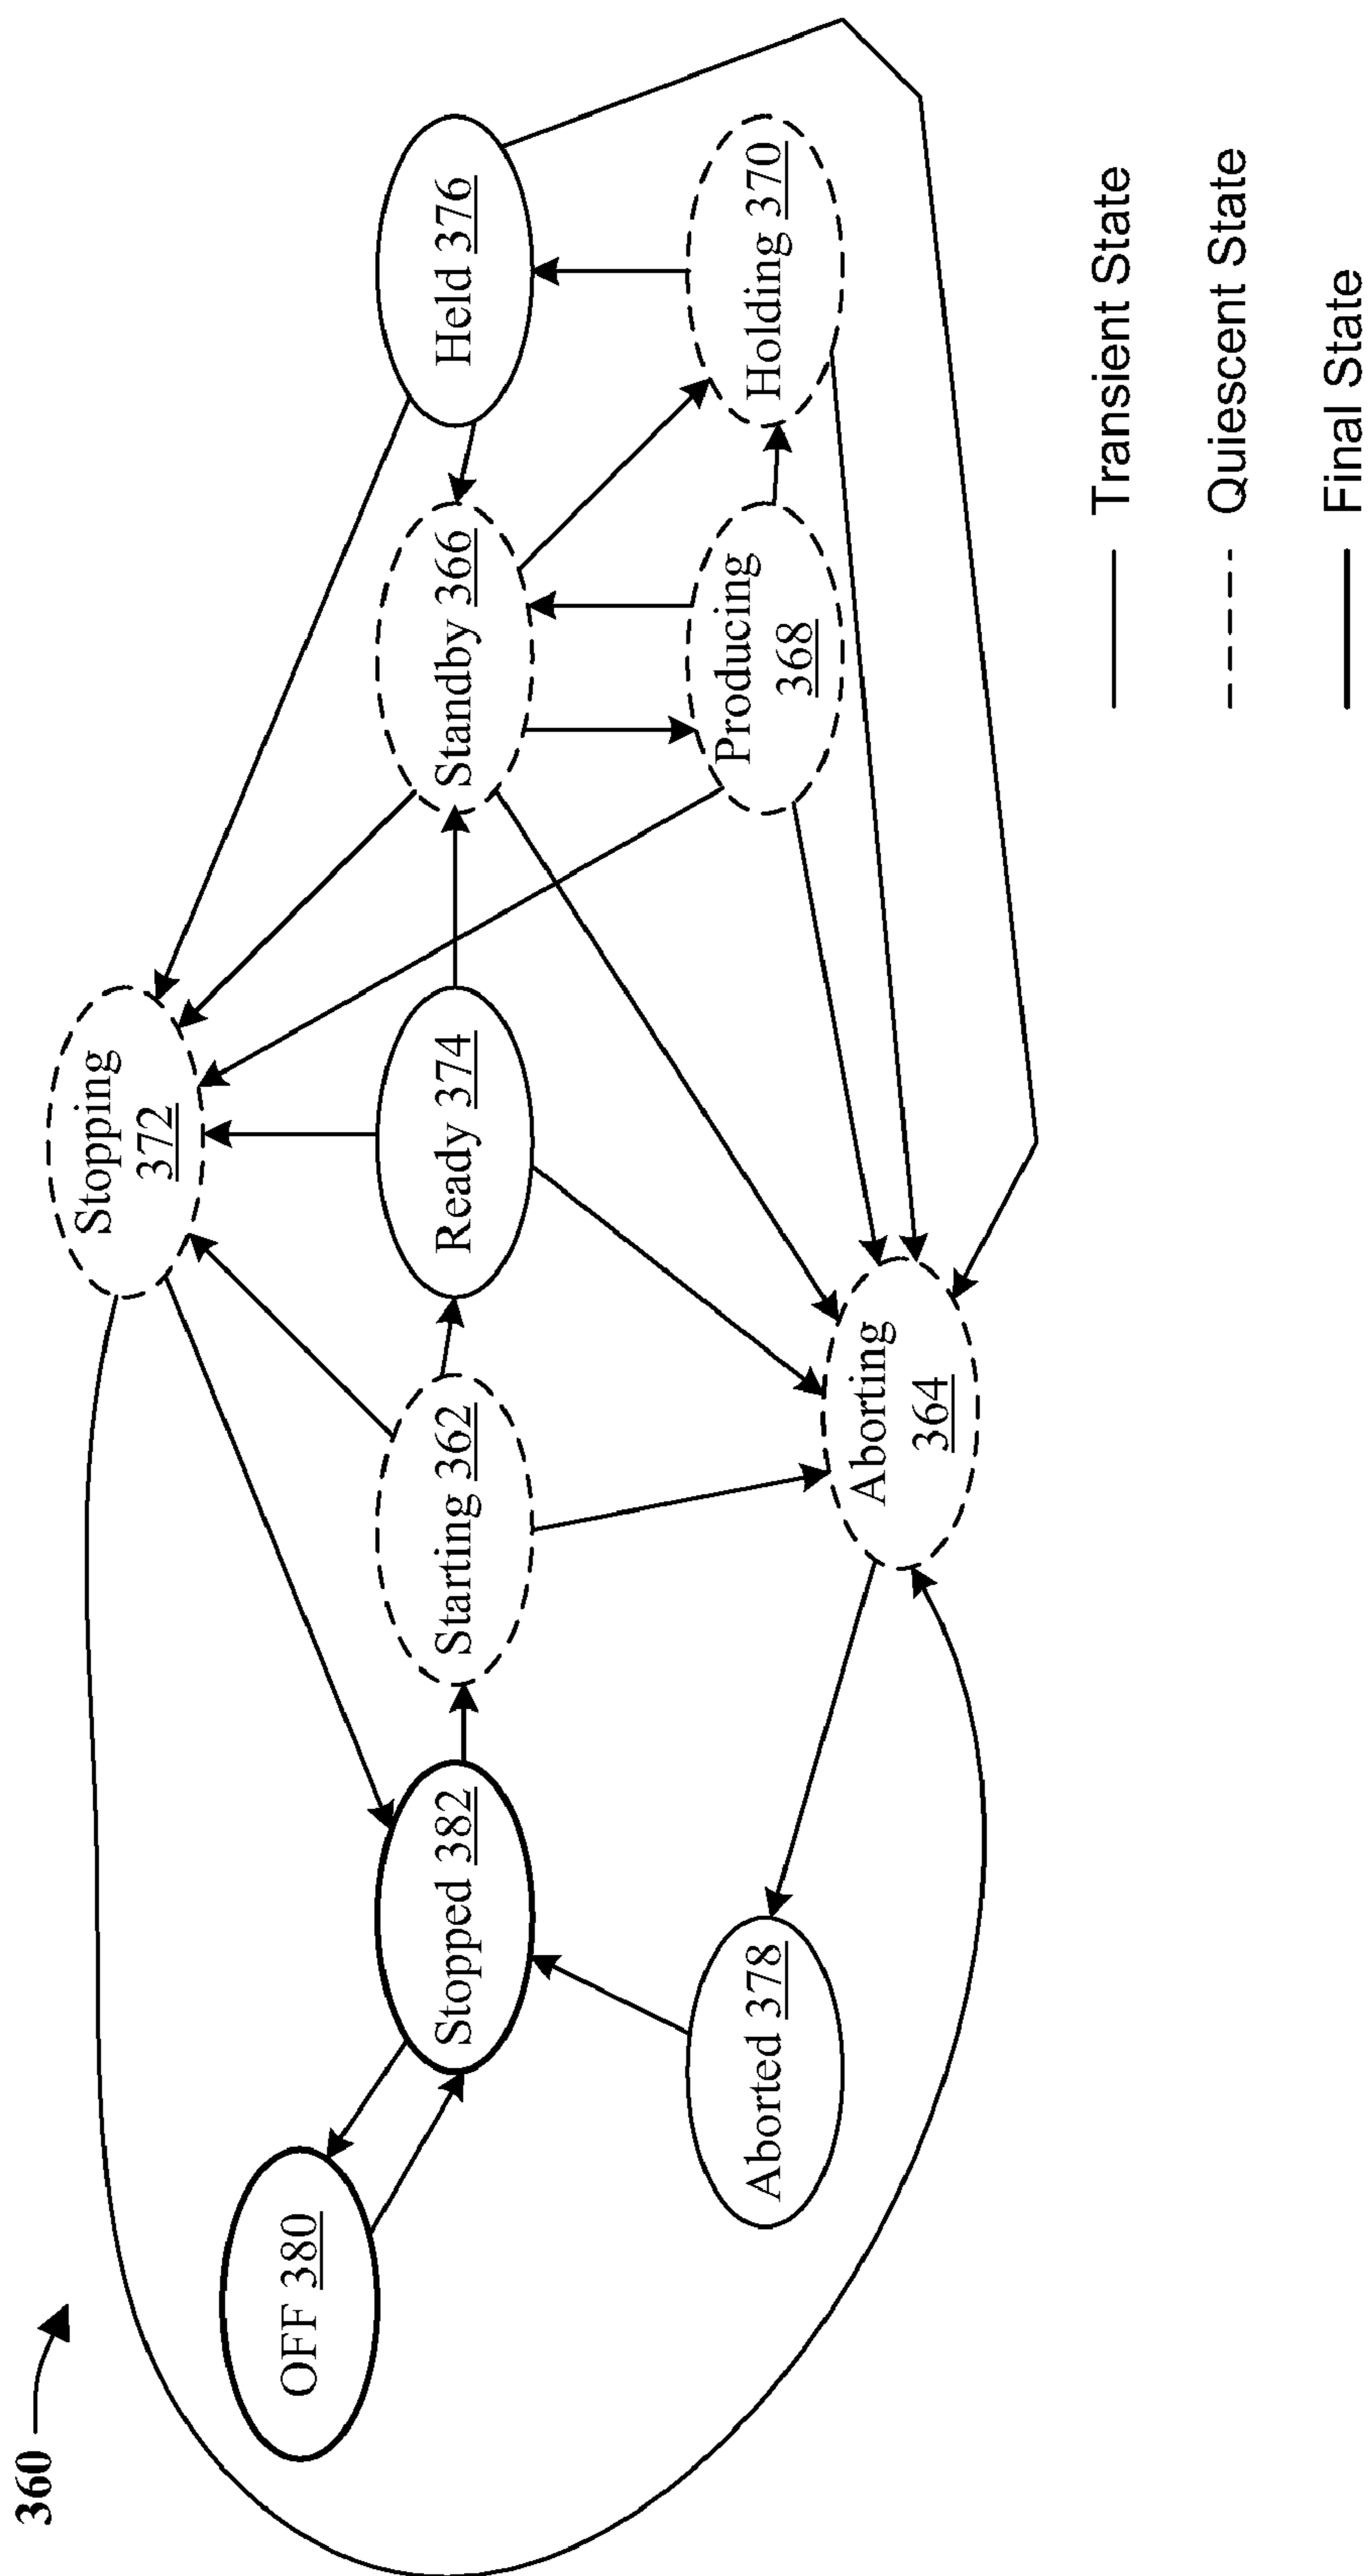 360
Stopping
372
OFF 380
Stopped 382
Starting 362
Ready 374
Standby 366
Held 376
Aborted 378
Producing
368
Holding 370
Aborting
364
Transient State
Quiescent State
Final State